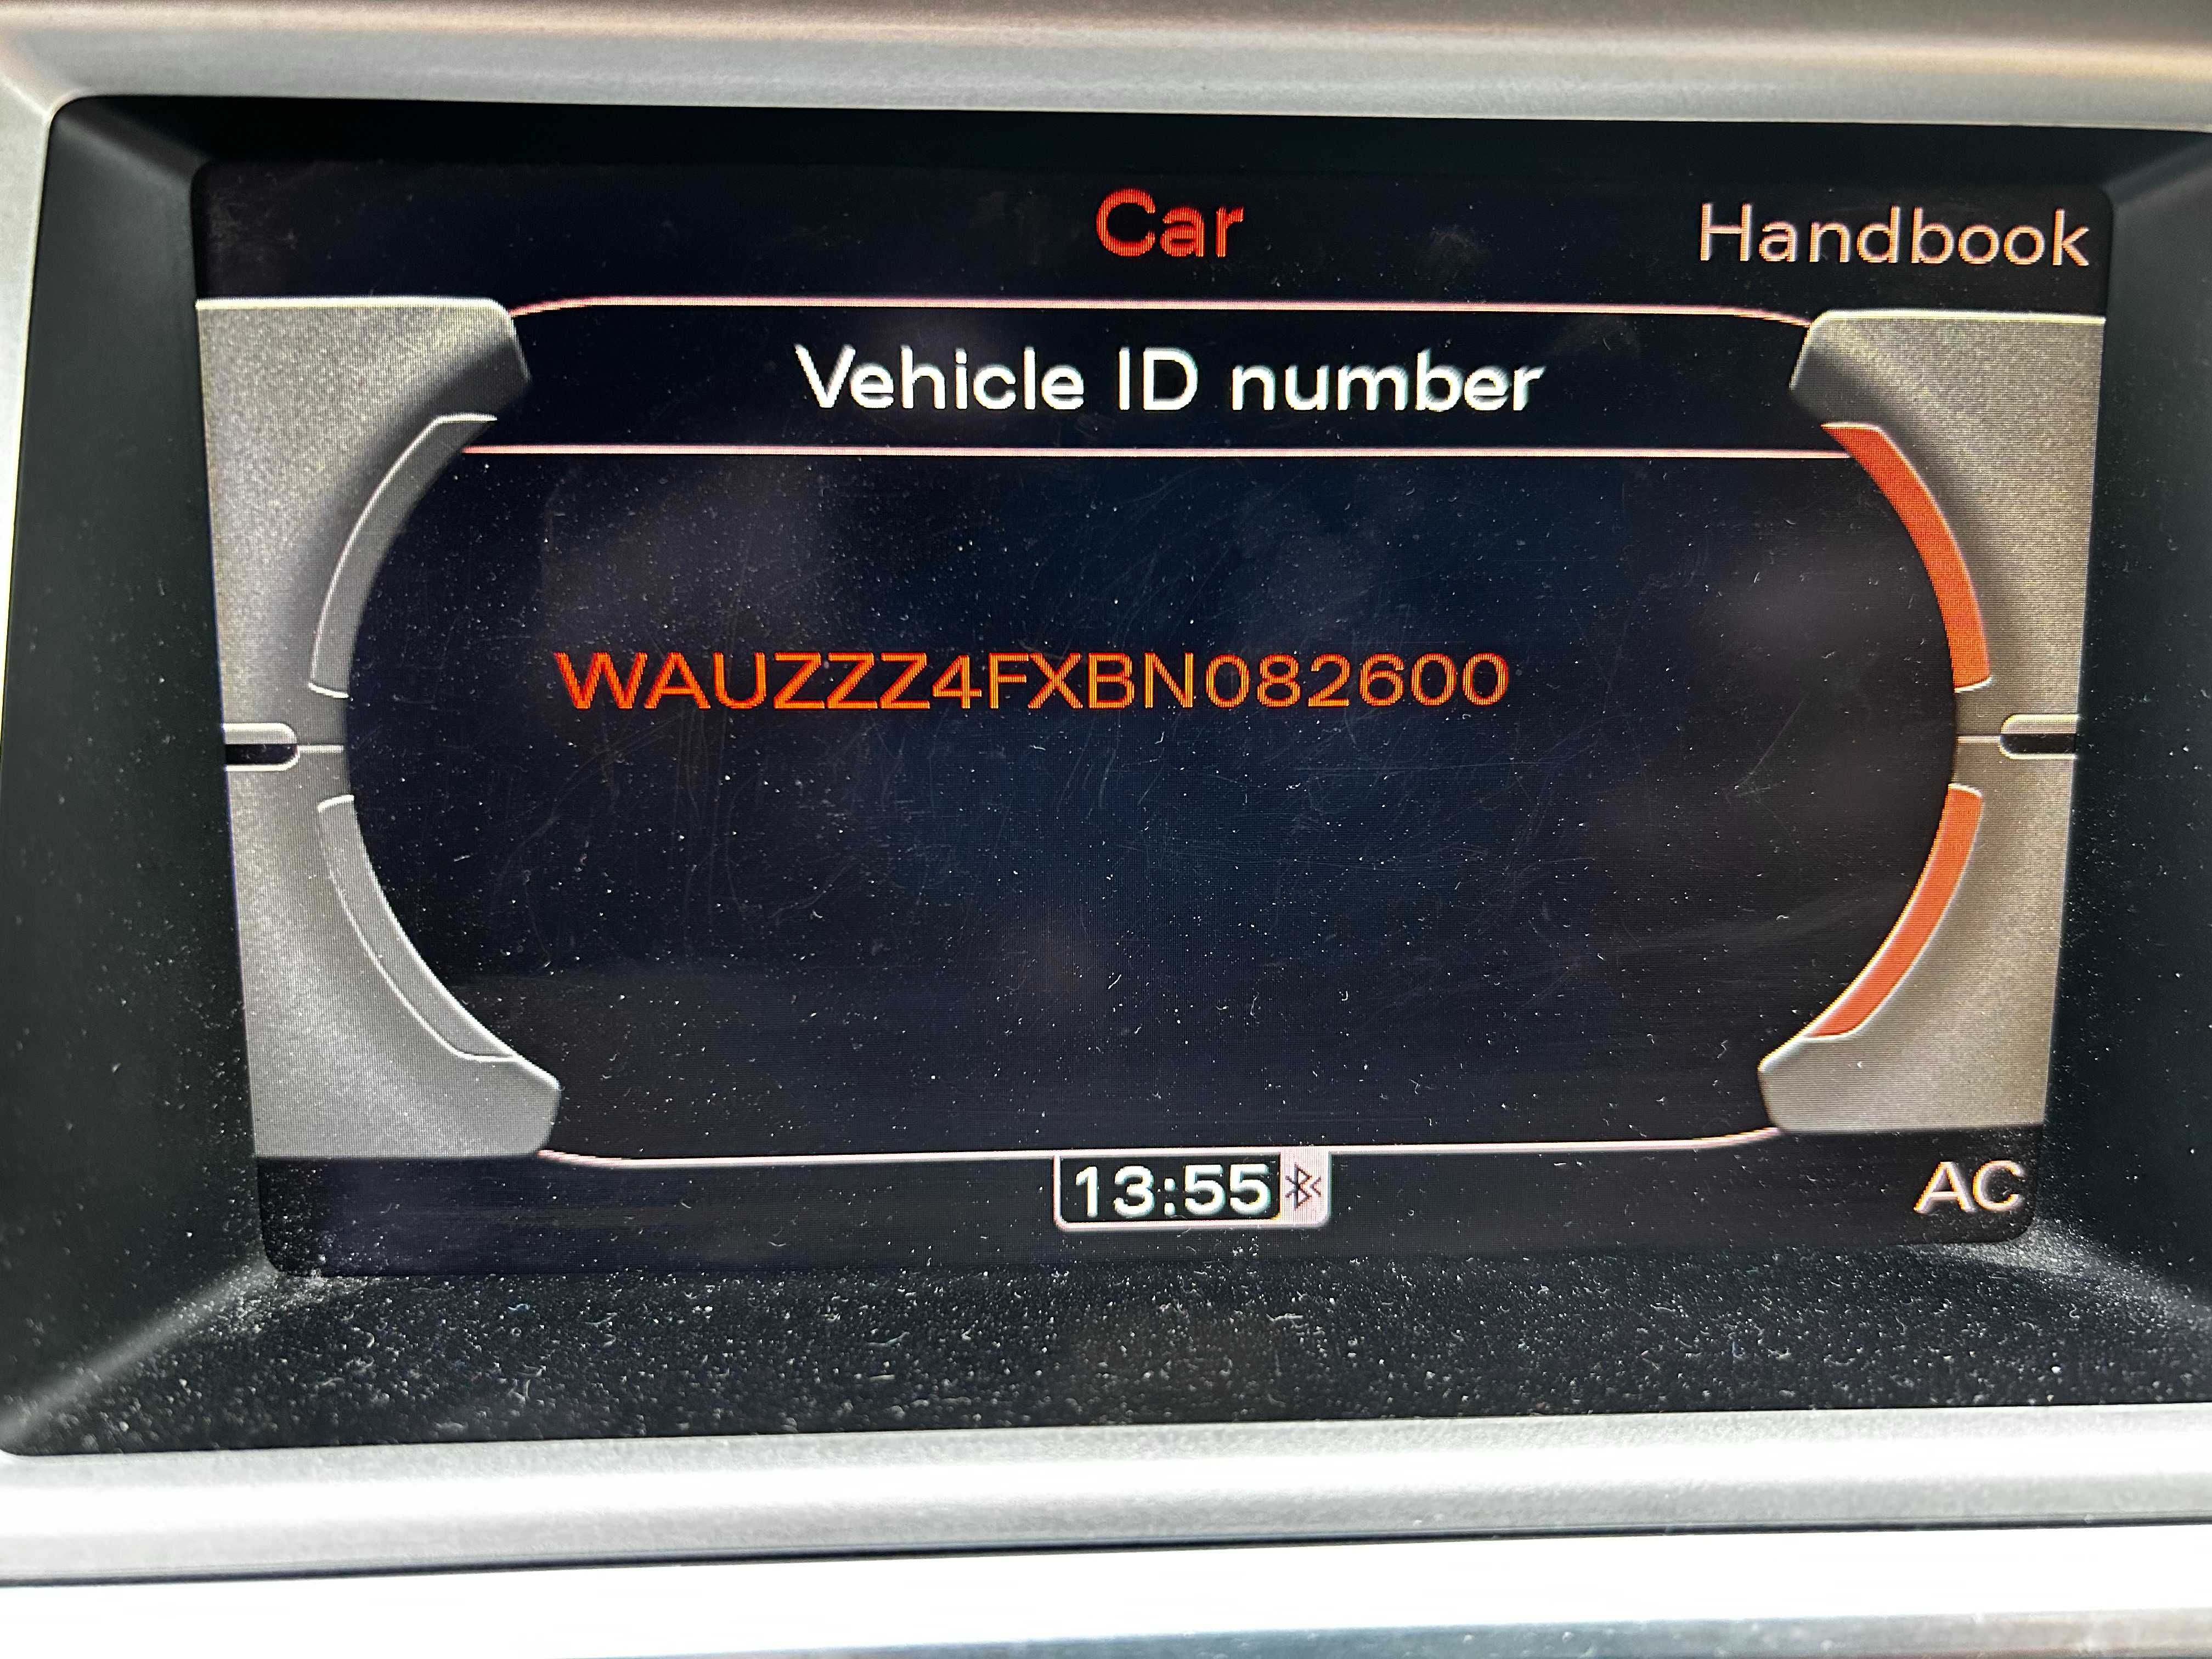 Car
Handbook
Vehicle ID number
WAUZZZ4FXBN082600
13:55
AC